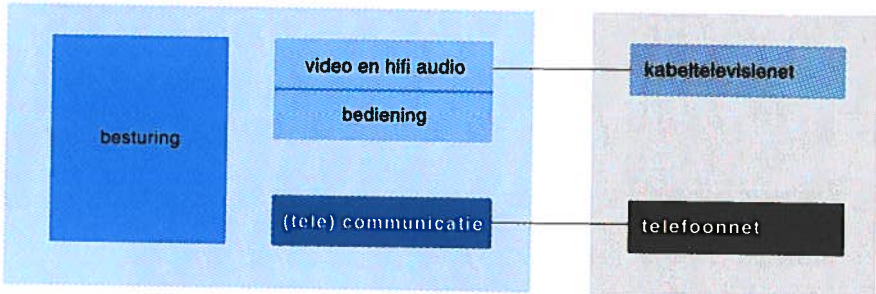 besturing
video en hifi audio
bediening
(tele) communicatie
kabeltelevisienet
telefoonnet